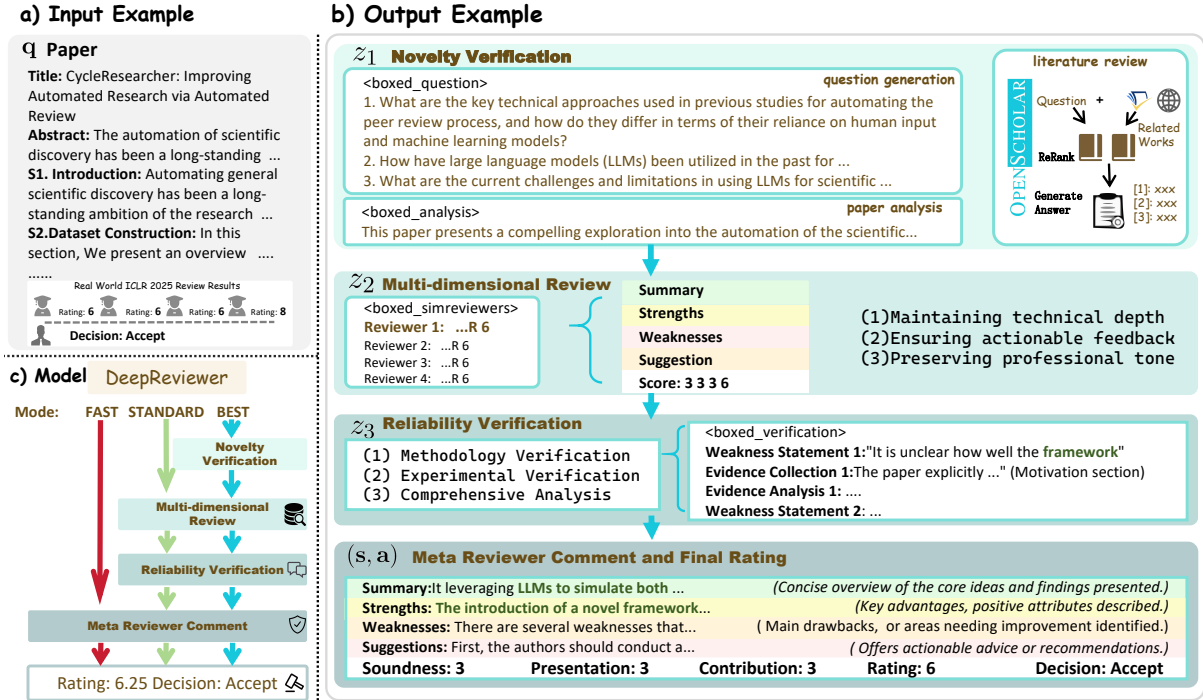 a) Input Example
q Paper
Title: CycleResearcher: Improving
Automated Research via Automated
Review
Abstract: The automation of scientific
discovery has been a long-standing ...
S1. Introduction: Automating general
scientific discovery has been a long-
standing ambition of the research ...
S2.Dataset Construction: In this
section, We present an overview ....
......
Real World ICLR 2025 Review Results
Rating: 6 Rating: 6 Rating: 6 Rating: 8
Decision: Accept
c) Model DeepReviewer
Mode: FAST STANDARD BEST
Novelty
Verification
Multi-dimensional
Review
Reliability Verification
Meta Reviewer Comment
Rating: 6.25 Decision: Accept
b) Output Example
z1 Novelty Verification
<boxed_question> question generation
1. What are the key technical approaches used in previous studies for automating the
peer review process, and how do they differ in terms of their reliance on human input
and machine learning models?
2. How have large language models (LLMs) been utilized in the past for ...
3. What are the current challenges and limitations in using LLMs for scientific ...
<boxed_analysis> paper analysis
This paper presents a compelling exploration into the automation of the scientific...
literature review
OPENSCHOLAR
Question +
Related
Works
ReRank
Generate
Answer
[1]: xxx
[2]: xxx
[3]: xxx
z2 Multi-dimensional Review
<boxed_simreviewers>
Reviewer 1: ...R 6
Reviewer 2: ...R 6
Reviewer 3: ...R 6
Reviewer 4: ...R 6
Summary
Strengths
Weaknesses
Suggestion
Score: 3 3 3 6
(1)Maintaining technical depth
(2)Ensuring actionable feedback
(3)Preserving professional tone
z3 Reliability Verification
(1) Methodology Verification
(2) Experimental Verification
(3) Comprehensive Analysis
<boxed_verification>
Weakness Statement 1:"It is unclear how well the framework"
Evidence Collection 1:The paper explicitly ..." (Motivation section)
Evidence Analysis 1: ....
Weakness Statement 2: ...
(s, a) Meta Reviewer Comment and Final Rating
Summary:It leveraging LLMs to simulate both ... (Concise overview of the core ideas and findings presented.)
Strengths: The introduction of a novel framework... (Key advantages, positive attributes described.)
Weaknesses: There are several weaknesses that... ( Main drawbacks, or areas needing improvement identified.)
Suggestions: First, the authors should conduct a... ( Offers actionable advice or recommendations.)
Soundness: 3 Presentation: 3 Contribution: 3 Rating: 6 Decision: Accept